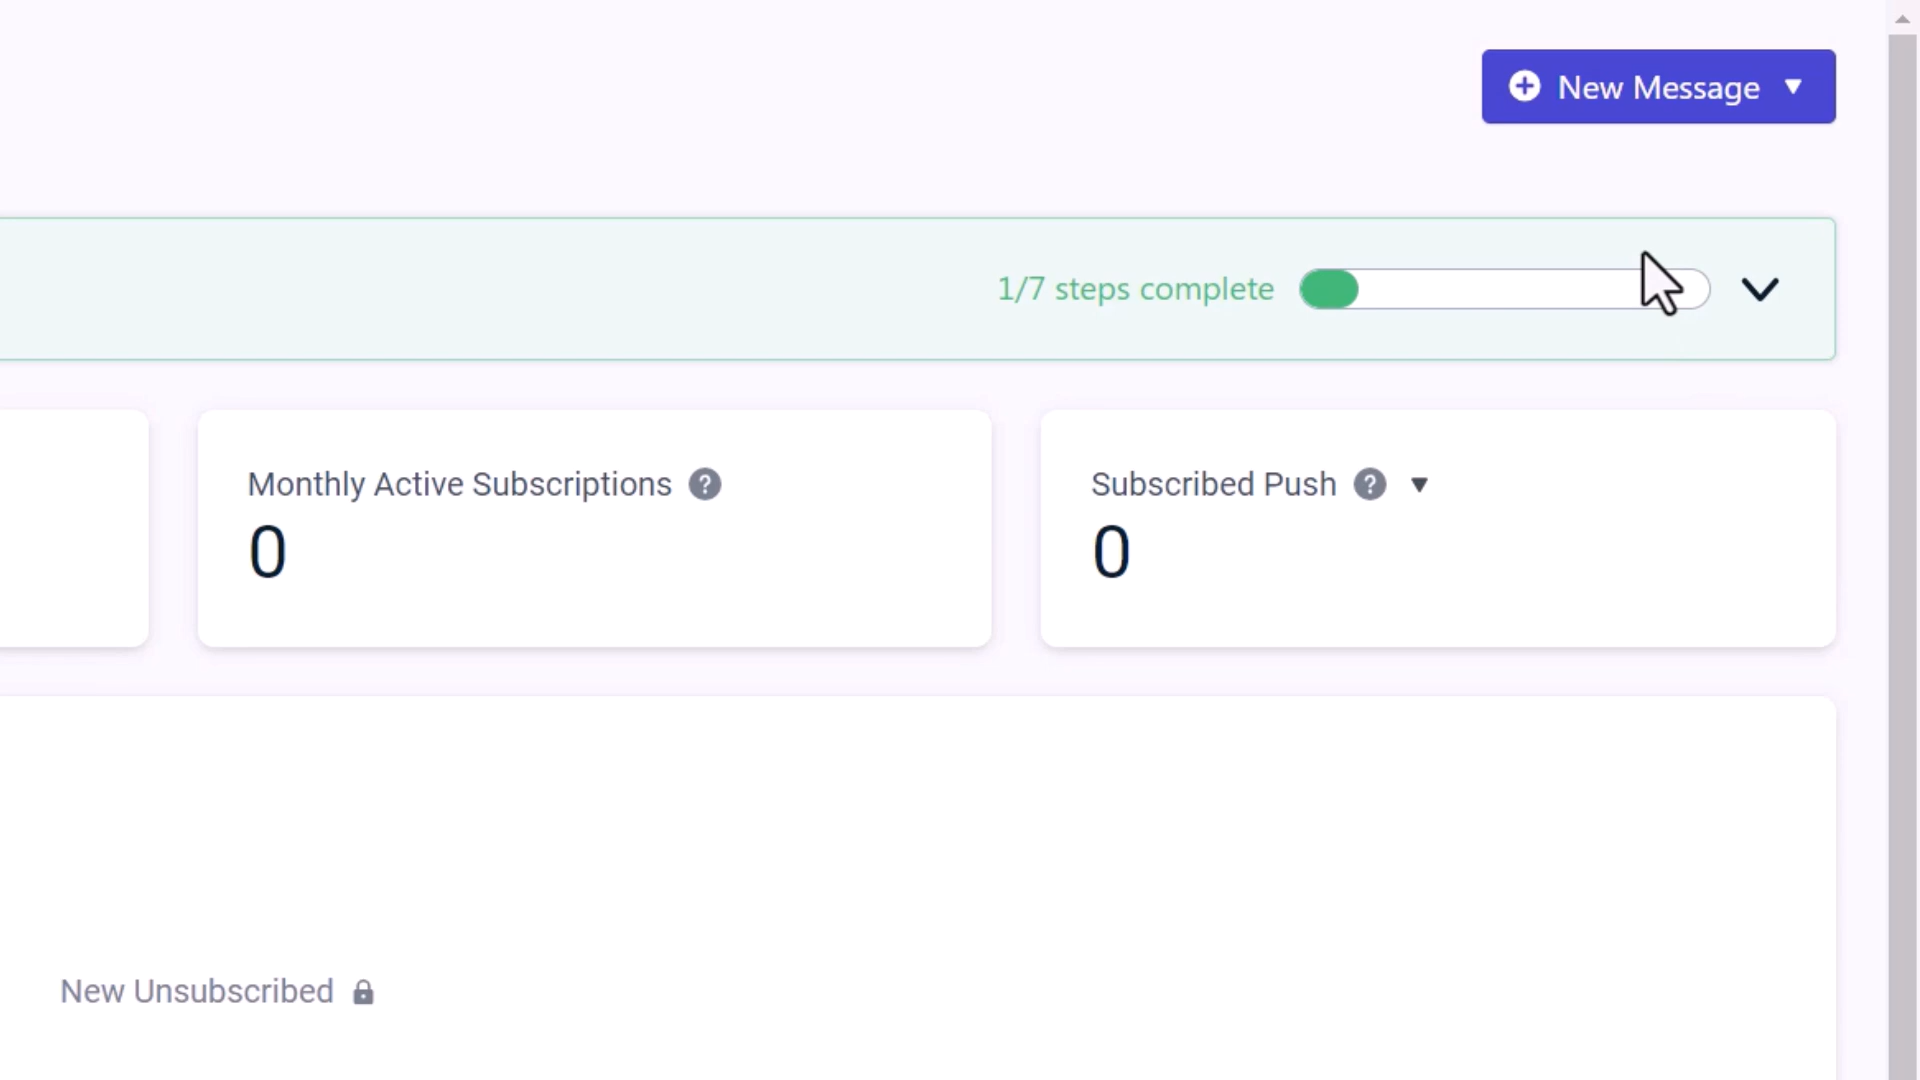 New Message
1/7 steps complete
Monthly Active Subscriptions
0
Subscribed Push
0
New Unsubscribed